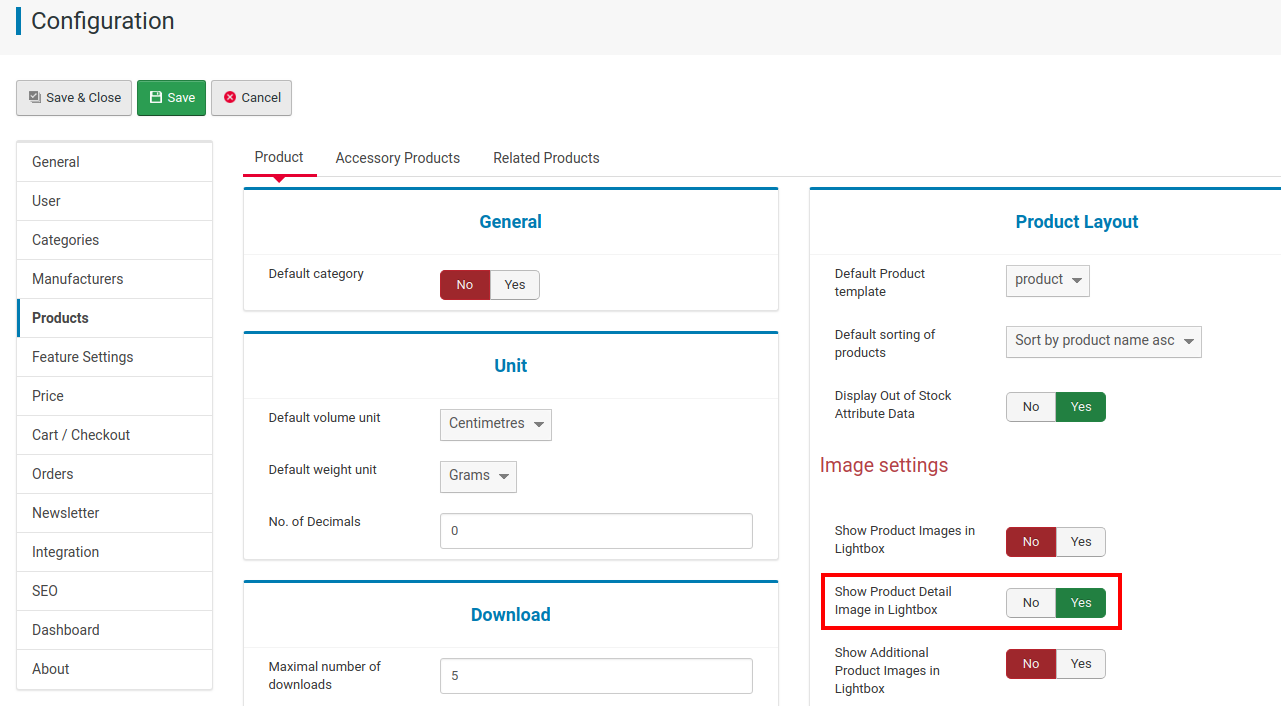 Configuration
Save & Close
Save
Cancel
General
User
Categories
Manufacturers
Products
Feature Settings
Price
Cart / Checkout
Orders
Newsletter
Integration
SEO
Dashboard
About
Product
Accessory Products
Related Products
General
Default category
No
Yes
Unit
Default volume unit
Centimetres
Default weight unit
Grams
No. of Decimals
0
Download
Maximal number of
downloads
5
Product Layout
Default Product
template
product
Default sorting of
products
Sort by product name asc
Display Out of Stock
Attribute Data
No
Yes
Image settings
Show Product Images in
Lightbox
No
Yes
Show Product Detail
Image in Lightbox
No
Yes
Show Additional
Product Images in
Lightbox
No
Yes